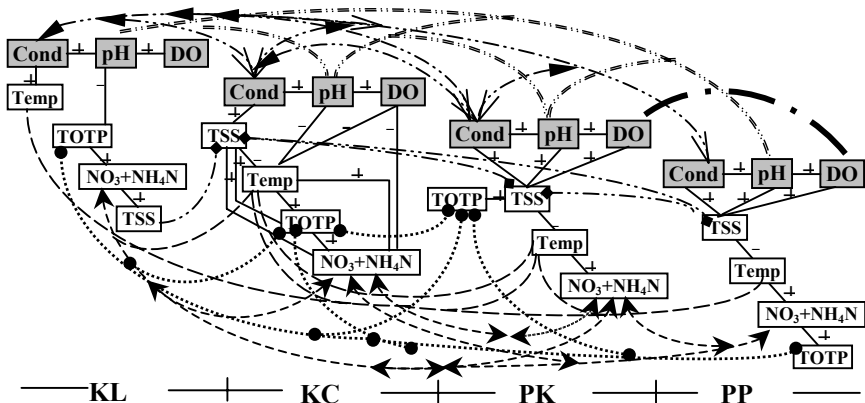 Cond pH DO
Temp
TOTP
NO₃+NH₄N
TSS
Cond pH DO
TSS
Temp
TOTP
NO₃+NH₄N
Cond pH DO
TOTP TSS
Temp
NO₃+NH₄N
Cond pH DO
TSS
Temp
NO₃+NH₄N
TOTP
KL KC PK PP